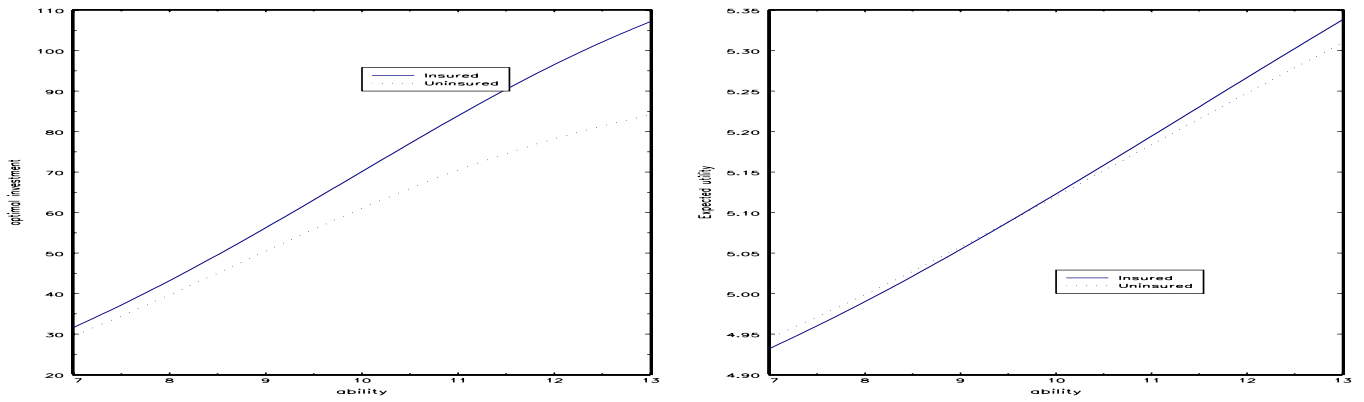 110
100
90
80
70
60
50
40
30
20
optimal investment
Insured
Uninsured
7 8 9 10 11 12 13
ability
5.35
5.30
5.25
5.20
5.15
5.10
5.05
5.00
4.95
4.90
Expected utility
Insured
Uninsured
7 8 9 10 11 12 13
ability